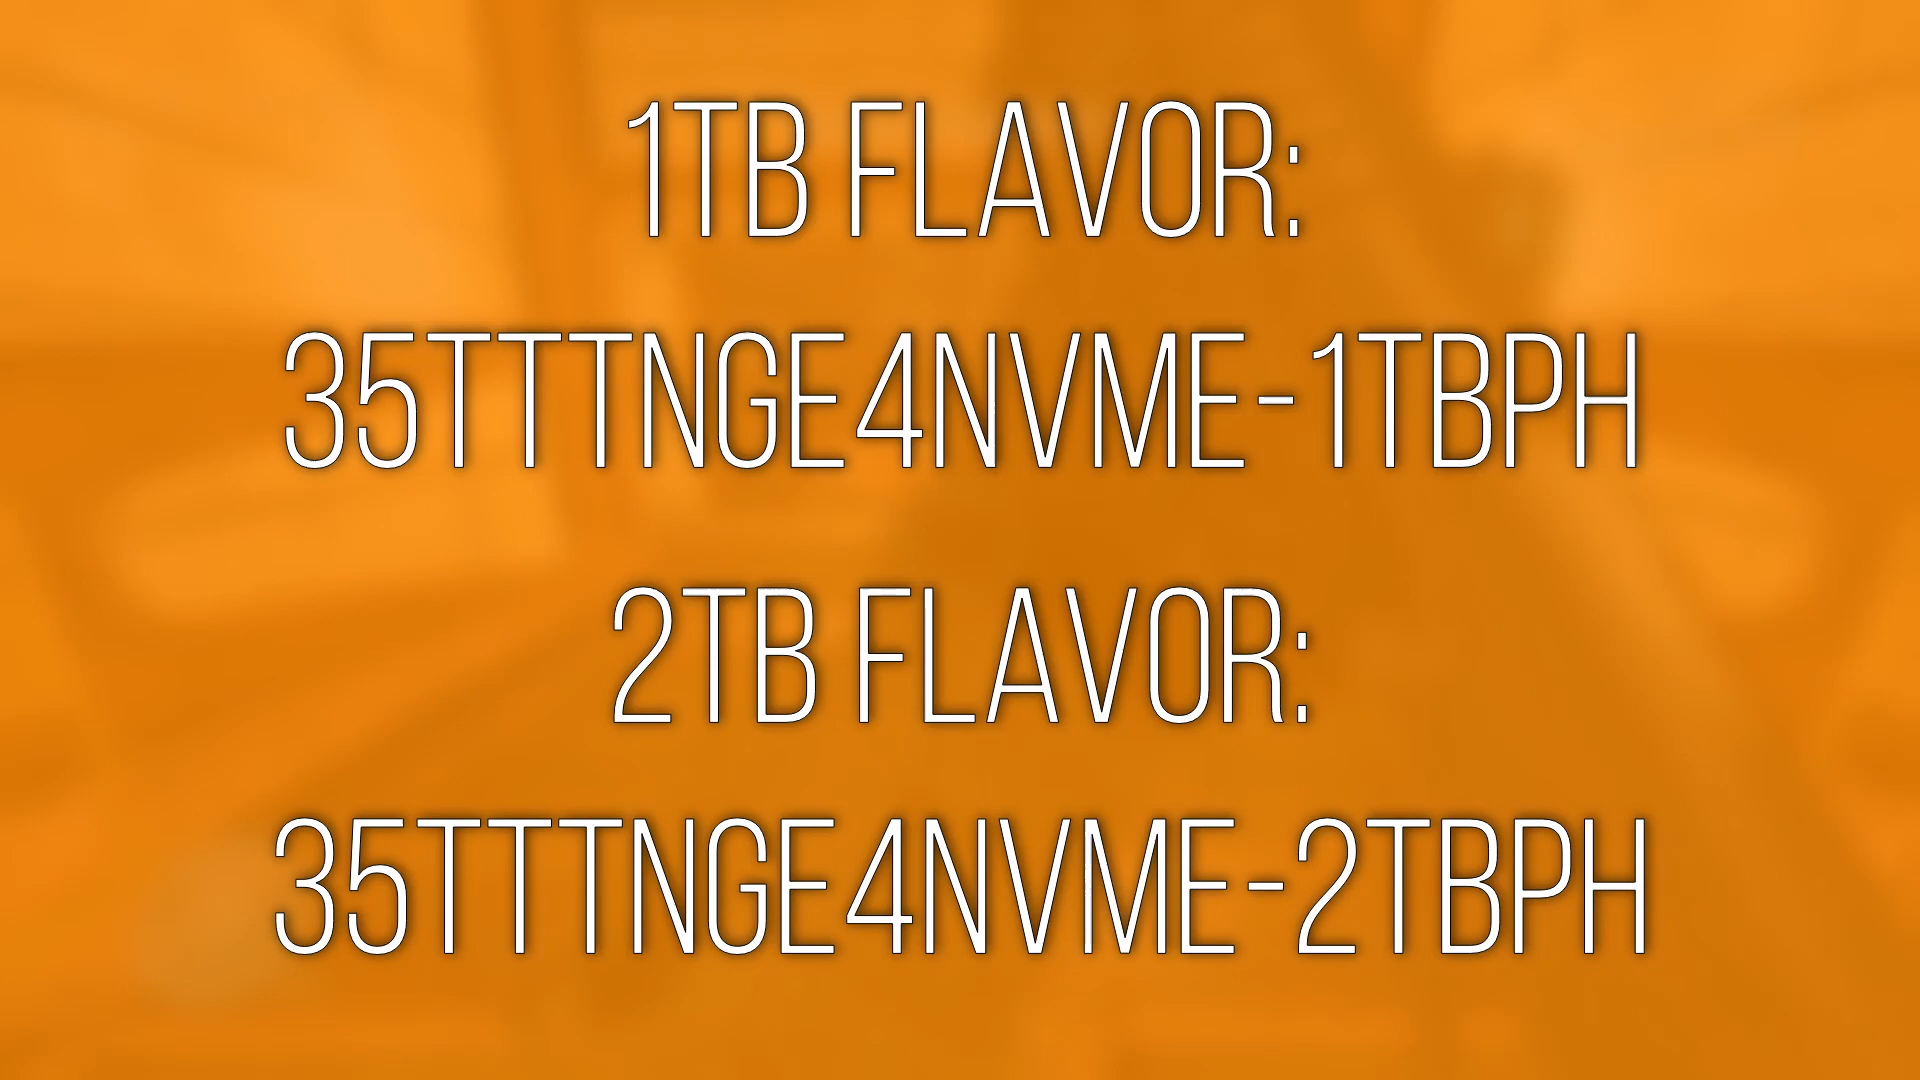 1TB FLAVOR:
35TTTNGE4NVME-1TBPH
2TB FLAVOR:
35TTTNGE4NVME-2TBPH